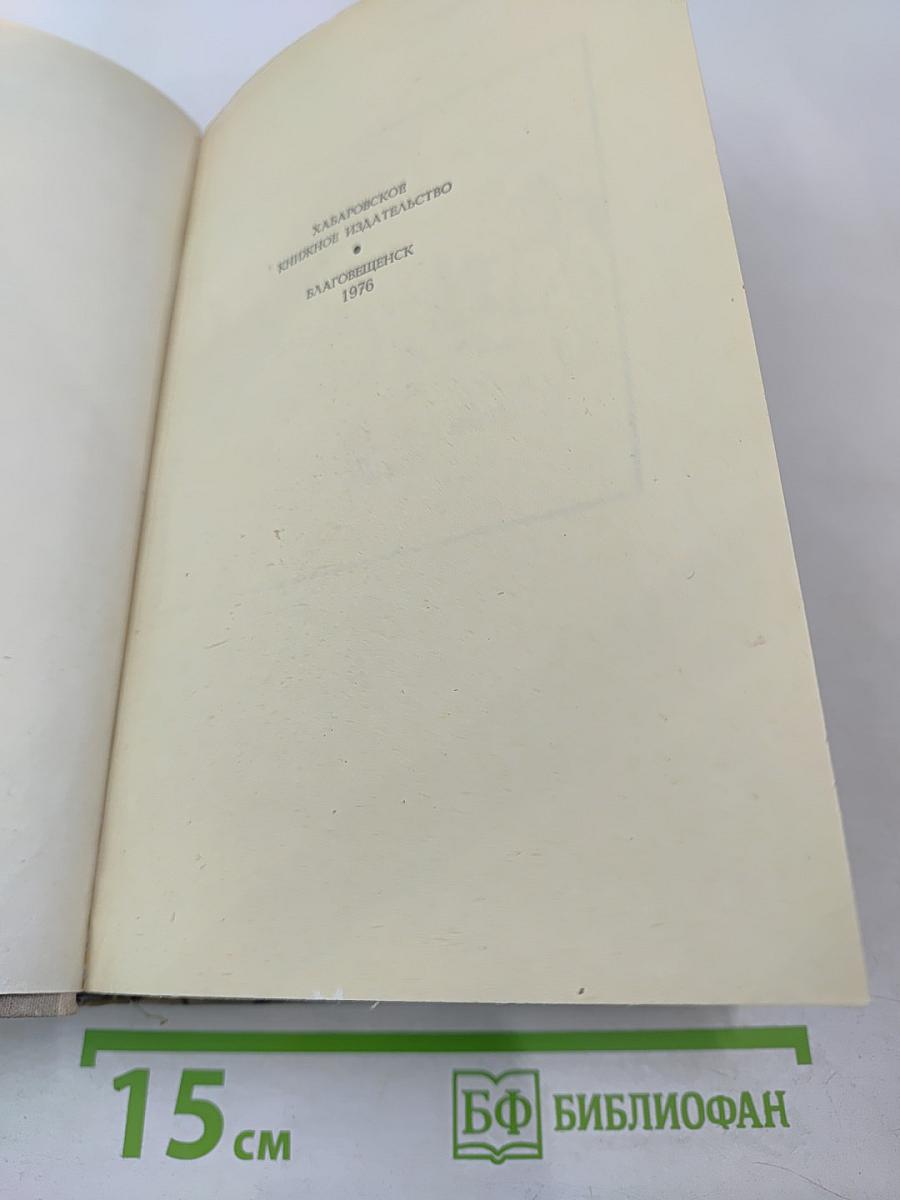 ХАБАРОВСКОЕ
КНИЖНОЕ ИЗДАТЕЛЬСТВО
•
БЛАГОВЕЩЕНСК
1976
15 см
БФ БИБЛИОФАН